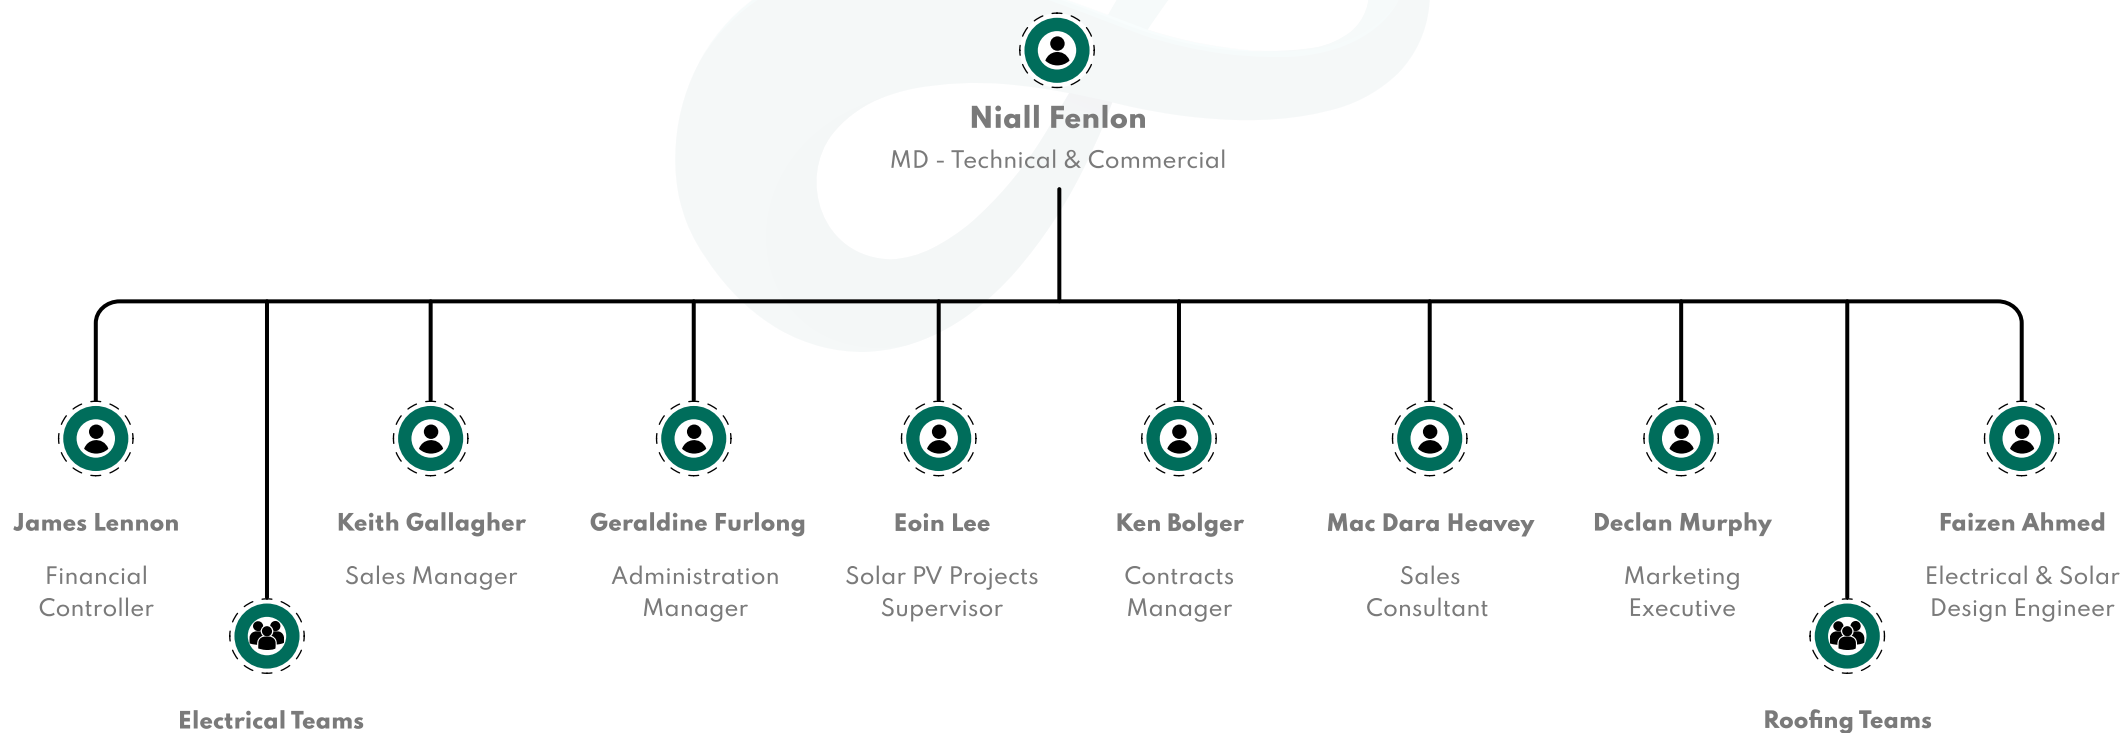 Niall Fenlon
MD - Technical & Commercial
James Lennon
Financial
Controller
Electrical Teams
Keith Gallagher
Sales Manager
Geraldine Furlong
Administration
Manager
Eoin Lee
Solar PV Projects
Supervisor
Ken Bolger
Contracts
Manager
Mac Dara Heavey
Sales
Consultant
Declan Murphy
Marketing
Executive
Roofing Teams
Faizen Ahmed
Electrical & Solar
Design Engineer